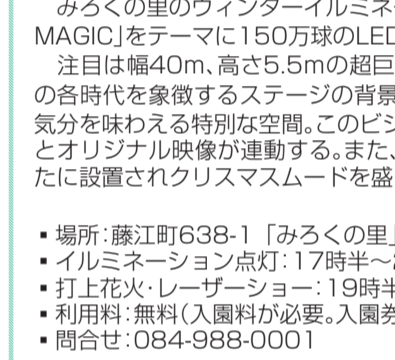 みろくの里のウィンターイルミネ
MAGIC」をテーマに150万球のLED
注目は幅40m、高さ5.5mの超巨
の各時代を象徴するステージの背景
気分を味わえる特別な空間。このビジ
とオリジナル映像が連動する。また、
たに設置されクリスマスムードを盛
▪場所：藤江町638-1「みろくの里」
▪イルミネーション点灯：17時半〜
▪打上花火・レーザーショー：19時半
▪利用料：無料（入園料が必要。入園券
▪問合せ：084-988-0001